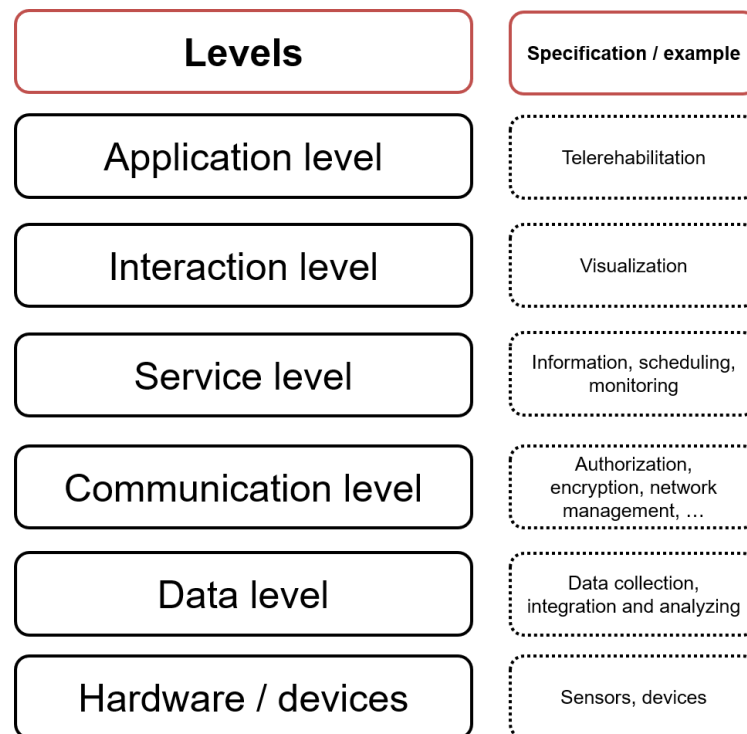 Levels
Specification / example
Application level
Telerehabilitation
Interaction level
Visualization
Service level
Information, scheduling,
monitoring
Communication level
Authorization,
encryption, network
management, …
Data level
Data collection,
integration and analyzing
Hardware / devices
Sensors, devices